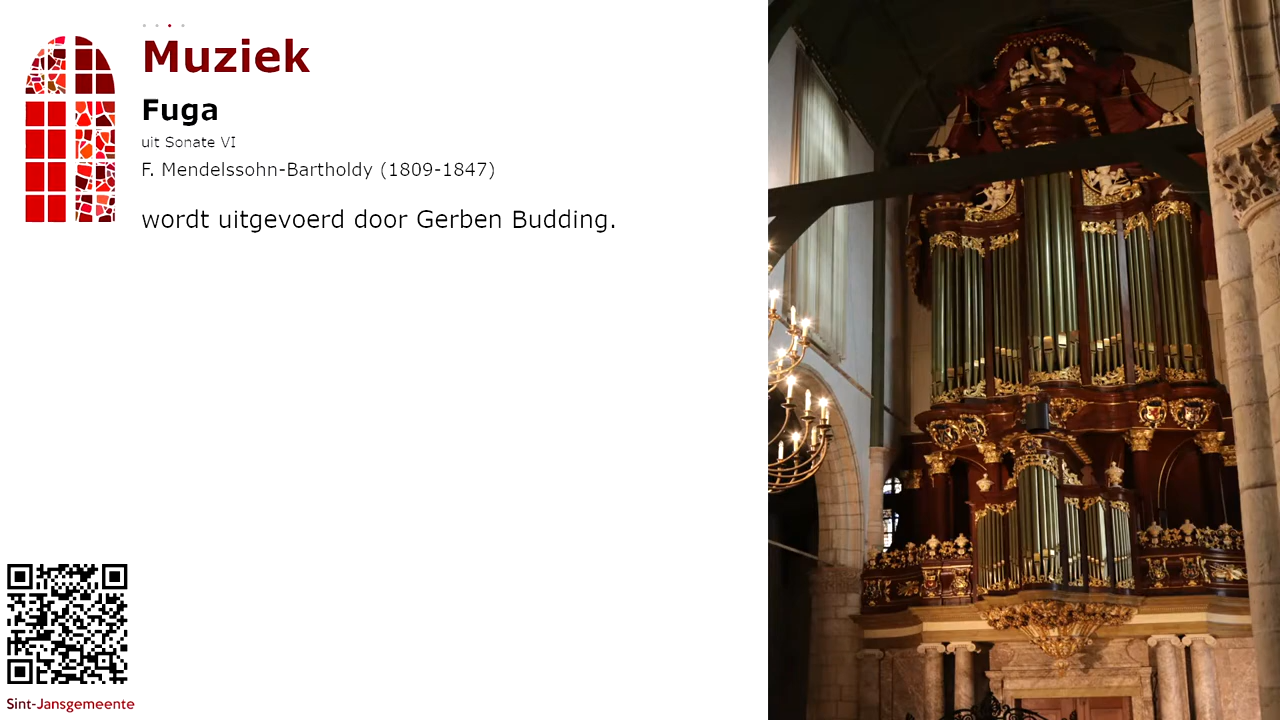 Muziek
Fuga
uit Sonate VI
F. Mendelssohn-Bartholdy (1809-1847)
wordt uitgevoerd door Gerben Budding.
Sint-Jansgemeente